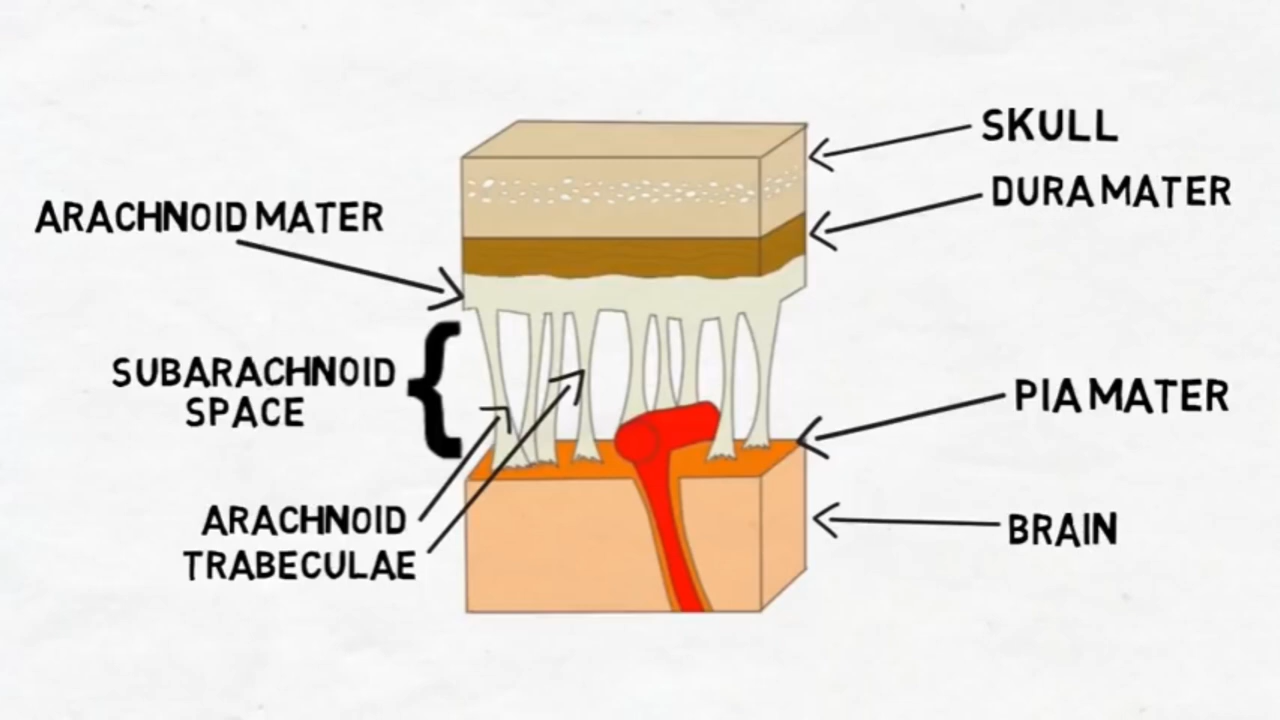 SKULL
DURA MATER
ARACHNOID MATER
SUBARACHNOID
SPACE
PIA MATER
ARACHNOID
TRABECULAE
BRAIN